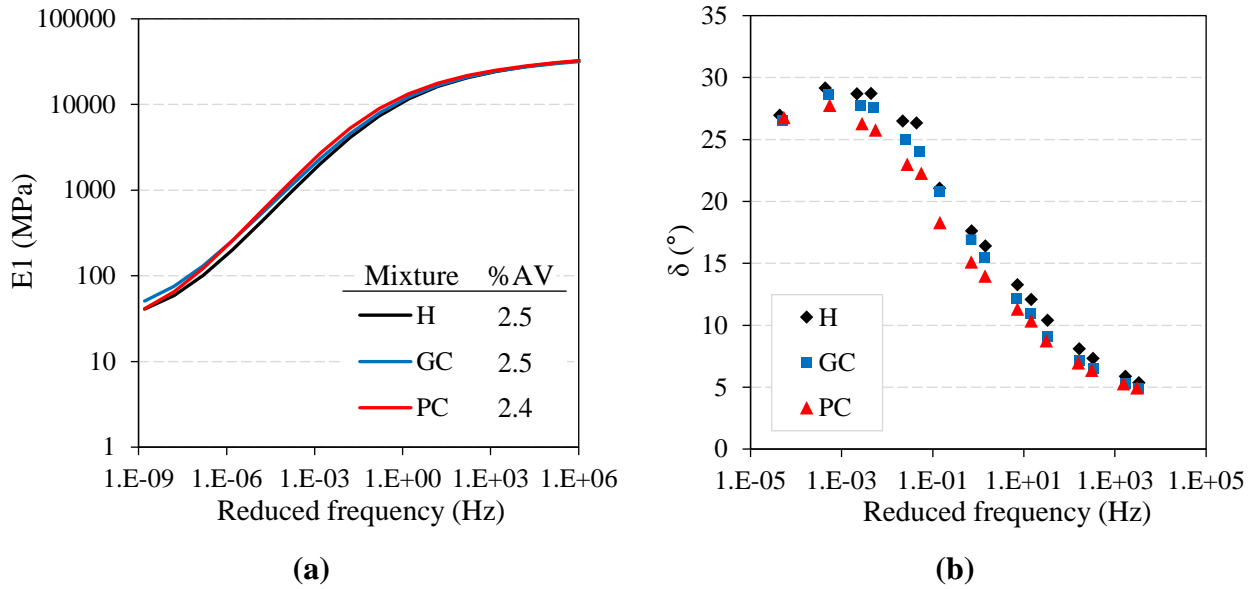 100000
10000
1000
100
10
1
E1 (MPa)
Mixture %AV
H 2.5
GC 2.5
PC 2.4
1.E-09 1.E-06 1.E-03 1.E+00 1.E+03 1.E+06
Reduced frequency (Hz)
(a)
35
30
25
20
15
10
5
0
δ (°)
H
GC
PC
1.E-05 1.E-03 1.E-01 1.E+01 1.E+03 1.E+05
Reduced frequency (Hz)
(b)